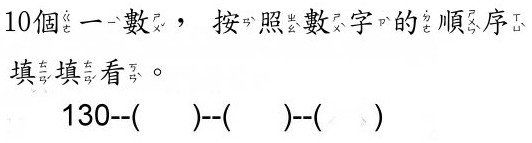 10個一數，按照數字的順序
填填看。
130--( )--( )--( )